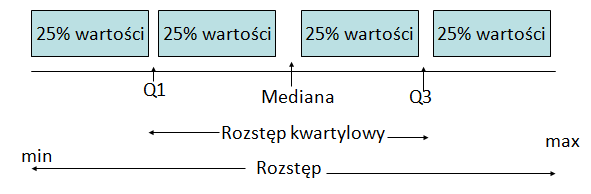 25% wartości 25% wartości 25% wartości 25% wartości
Q1 Mediana Q3
Rozstęp kwartylowy
min max
Rozstęp